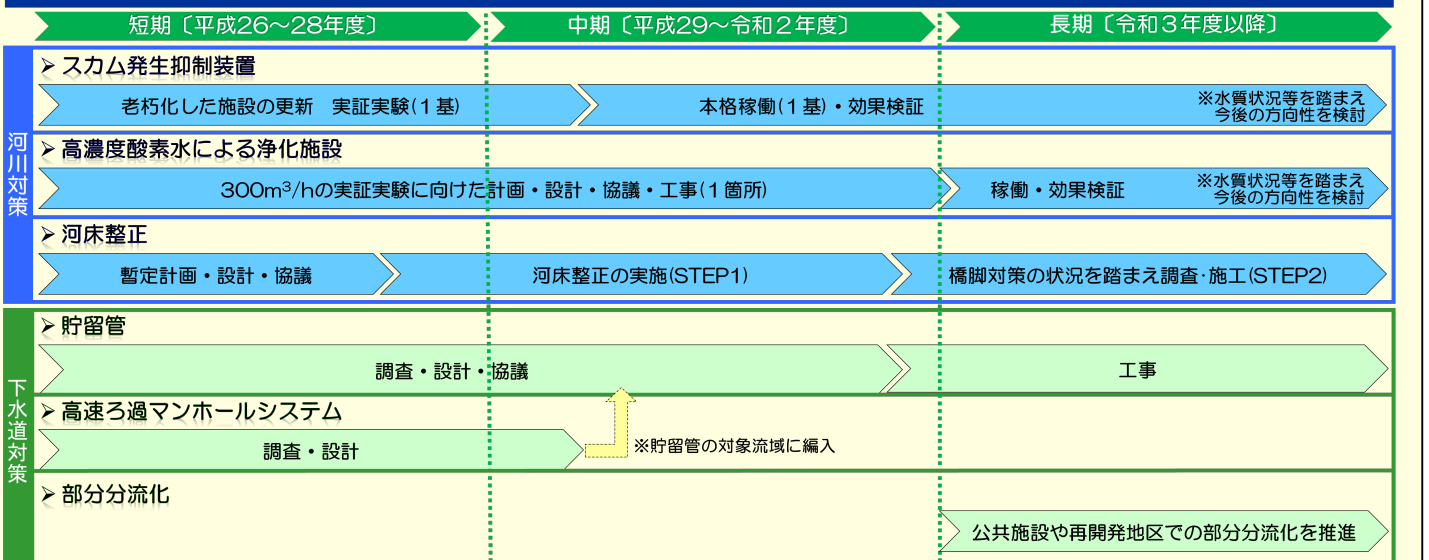 短期〔平成26～28年度〕 中期〔平成29～令和２年度〕 長期〔令和３年度以降〕
河川対策
➢ スカム発生抑制装置
老朽化した施設の更新　実証実験(１基) 本格稼働(１基)・効果検証 ※水質状況等を踏まえ
今後の方向性を検討
➢ 高濃度酸素水による浄化施設
300m³/hの実証実験に向けた計画・設計・協議・工事(１箇所) 稼働・効果検証 ※水質状況等を踏まえ
今後の方向性を検討
➢ 河床整正
暫定計画・設計・協議 河床整正の実施(STEP1) 橋脚対策の状況を踏まえ調査･施工(STEP2)
下水道対策
➢ 貯留管
調査・設計・協議 工事
➢ 高速ろ過マンホールシステム
調査・設計 ※貯留管の対象流域に編入
➢ 部分分流化
公共施設や再開発地区での部分分流化を推進